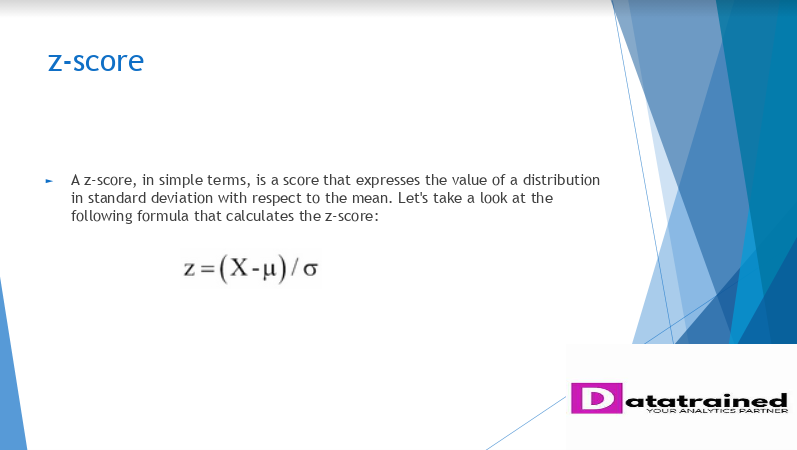 z-score
► A z-score, in simple terms, is a score that expresses the value of a distribution
in standard deviation with respect to the mean. Let's take a look at the
following formula that calculates the z-score:
z=(X-μ)/σ
Datatrained
YOUR ANALYTICS PARTNER